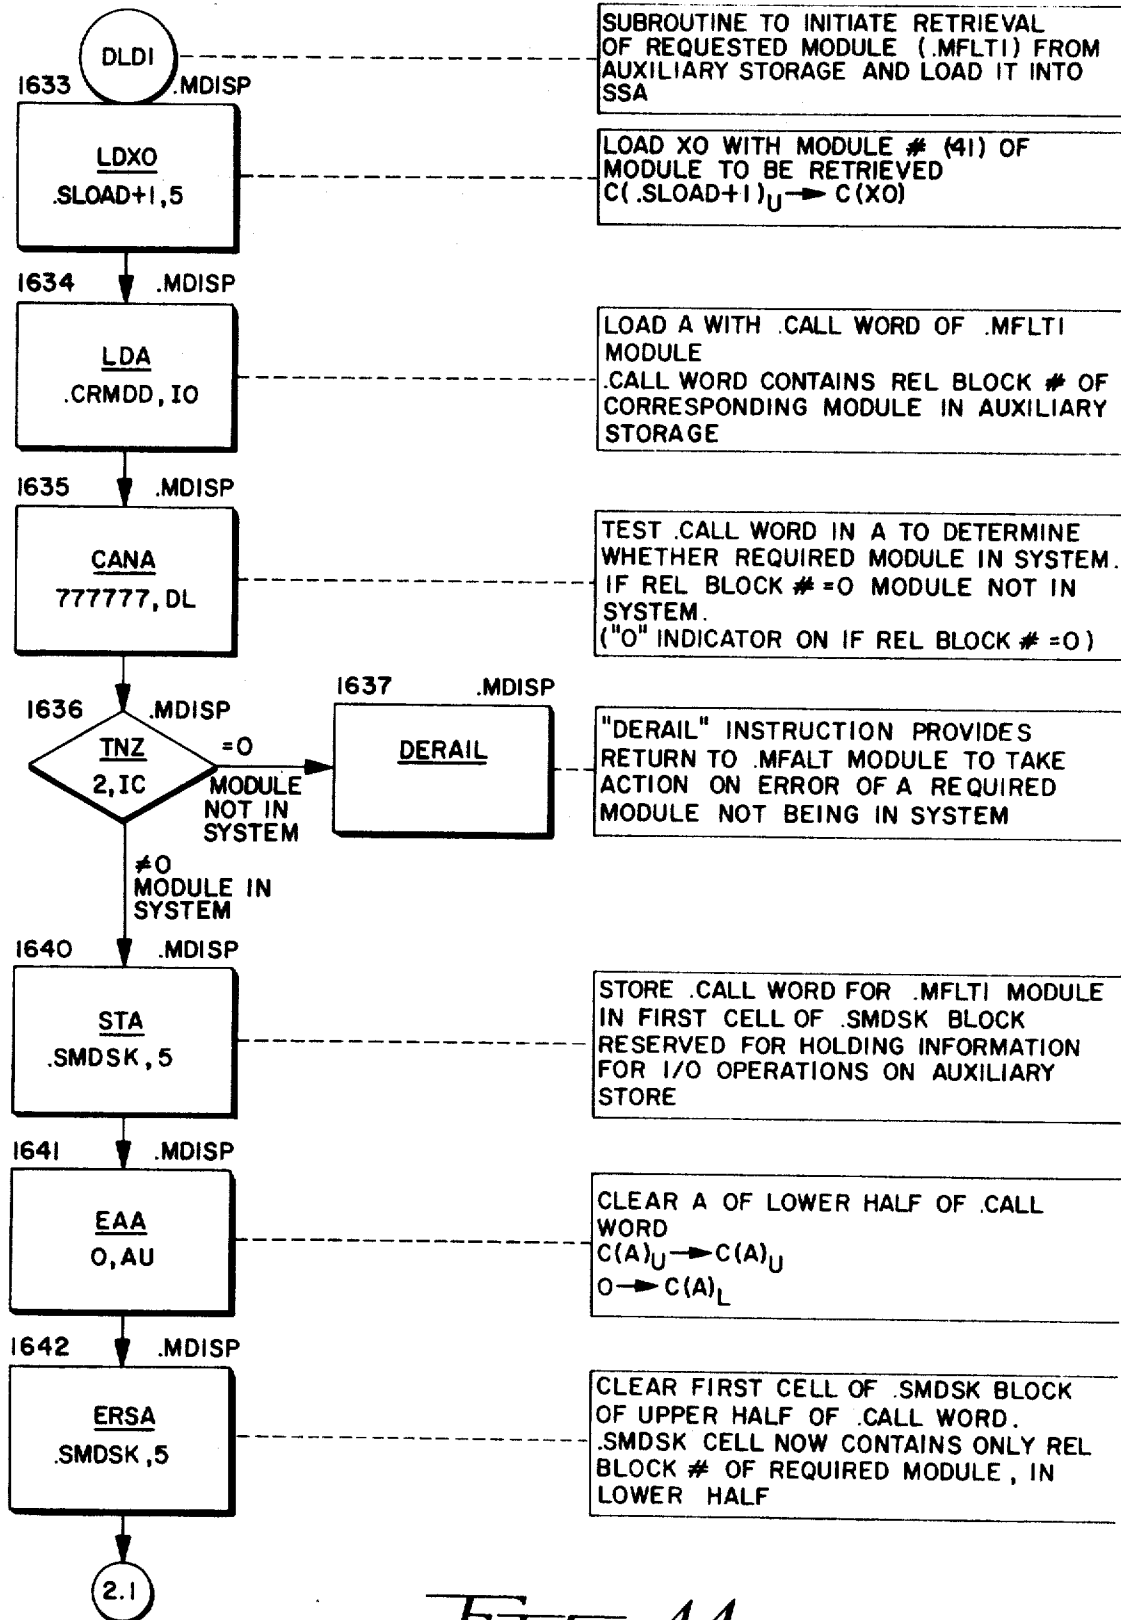 DLD1
SUBROUTINE TO INITIATE RETRIEVAL
OF REQUESTED MODULE (.MFLT1) FROM
AUXILIARY STORAGE AND LOAD IT INTO
SSA
1633 .MDISP
LDX0
.SLOAD+1,5
LOAD X0 WITH MODULE # (41) OF
MODULE TO BE RETRIEVED
C(.SLOAD+1)U → C(X0)
1634 .MDISP
LDA
.CRMDD,10
LOAD A WITH .CALL WORD OF .MFLT1
MODULE
.CALL WORD CONTAINS REL BLOCK # OF
CORRESPONDING MODULE IN AUXILIARY
STORAGE
1635 .MDISP
CANA
777777,DL
TEST .CALL WORD IN A TO DETERMINE
WHETHER REQUIRED MODULE IN SYSTEM.
IF REL BLOCK #=0 MODULE NOT IN
SYSTEM.
("0" INDICATOR ON IF REL BLOCK #=0)
1636 .MDISP
TNZ
2,IC
=0
MODULE
NOT IN
SYSTEM
1637 .MDISP
DERAIL
"DERAIL" INSTRUCTION PROVIDES
RETURN TO .MFALT MODULE TO TAKE
ACTION ON ERROR OF A REQUIRED
MODULE NOT BEING IN SYSTEM
≠0
MODULE IN
SYSTEM
1640 .MDISP
STA
.SMDSK,5
STORE .CALL WORD FOR .MFLT1 MODULE
IN FIRST CELL OF .SMDSK BLOCK
RESERVED FOR HOLDING INFORMATION
FOR I/O OPERATIONS ON AUXILIARY
STORE
1641 .MDISP
EAA
0,AU
CLEAR A OF LOWER HALF OF .CALL
WORD
C(A)U → C(A)U
0 → C(A)L
1642 .MDISP
ERSA
.SMDSK,5
CLEAR FIRST CELL OF .SMDSK BLOCK
OF UPPER HALF OF .CALL WORD.
.SMDSK CELL NOW CONTAINS ONLY REL
BLOCK # OF REQUIRED MODULE, IN
LOWER HALF
2.1